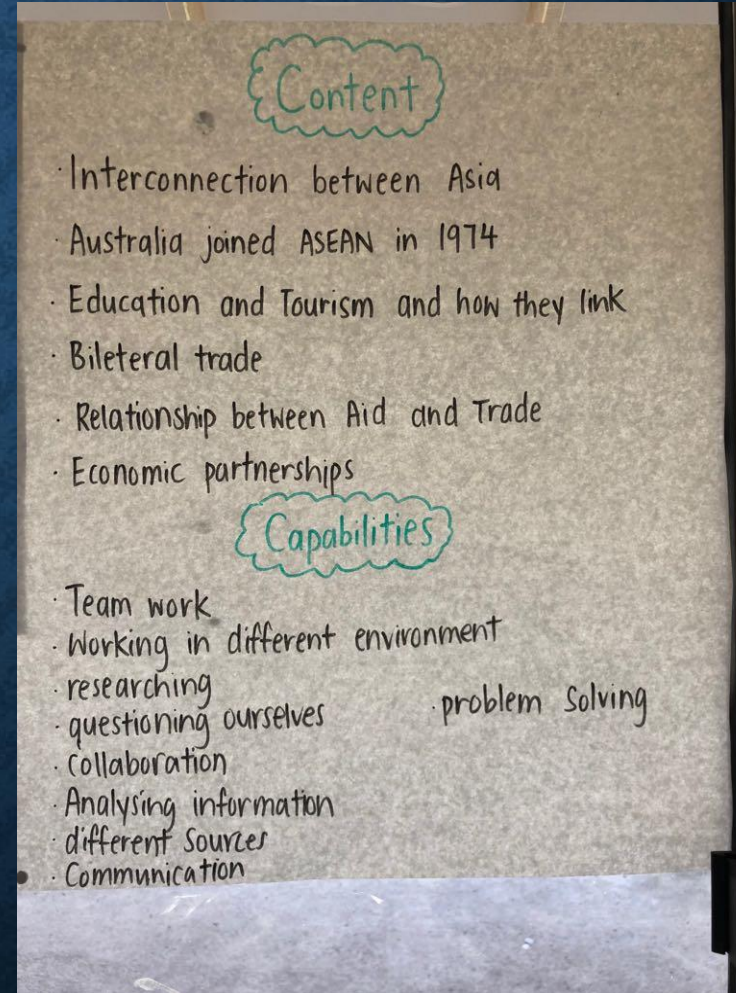 Content
· Interconnection between Asia
· Australia joined ASEAN in 1974
· Education and Tourism and how they link
· Bileteral trade
· Relationship between Aid and Trade
· Economic partnerships
Capabilities
· Team work
· Working in different environment
· researching
· questioning ourselves
· problem Solving
· Collaboration
· Analysing information
· different Sources
· Communication